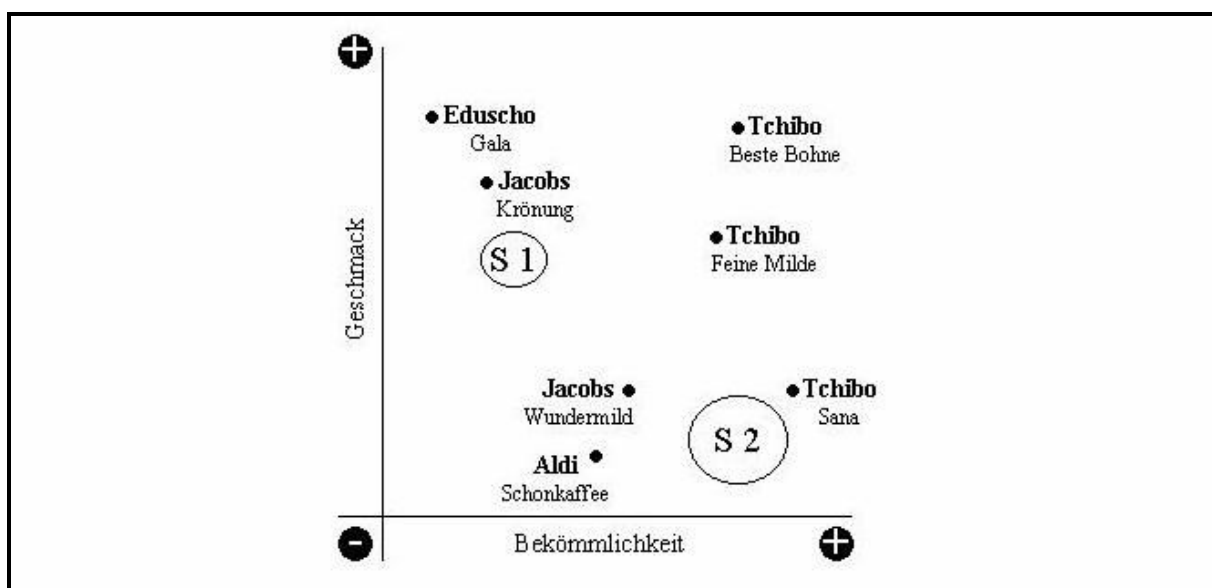 +
Eduscho
Gala
Tchibo
Beste Bohne
Jacobs
Krönung
Tchibo
Feine Milde
S 1
Geschmack
Jacobs
Wundermild
Tchibo
Sana
S 2
Aldi
Schonkaffee
-
Bekömmlichkeit
+